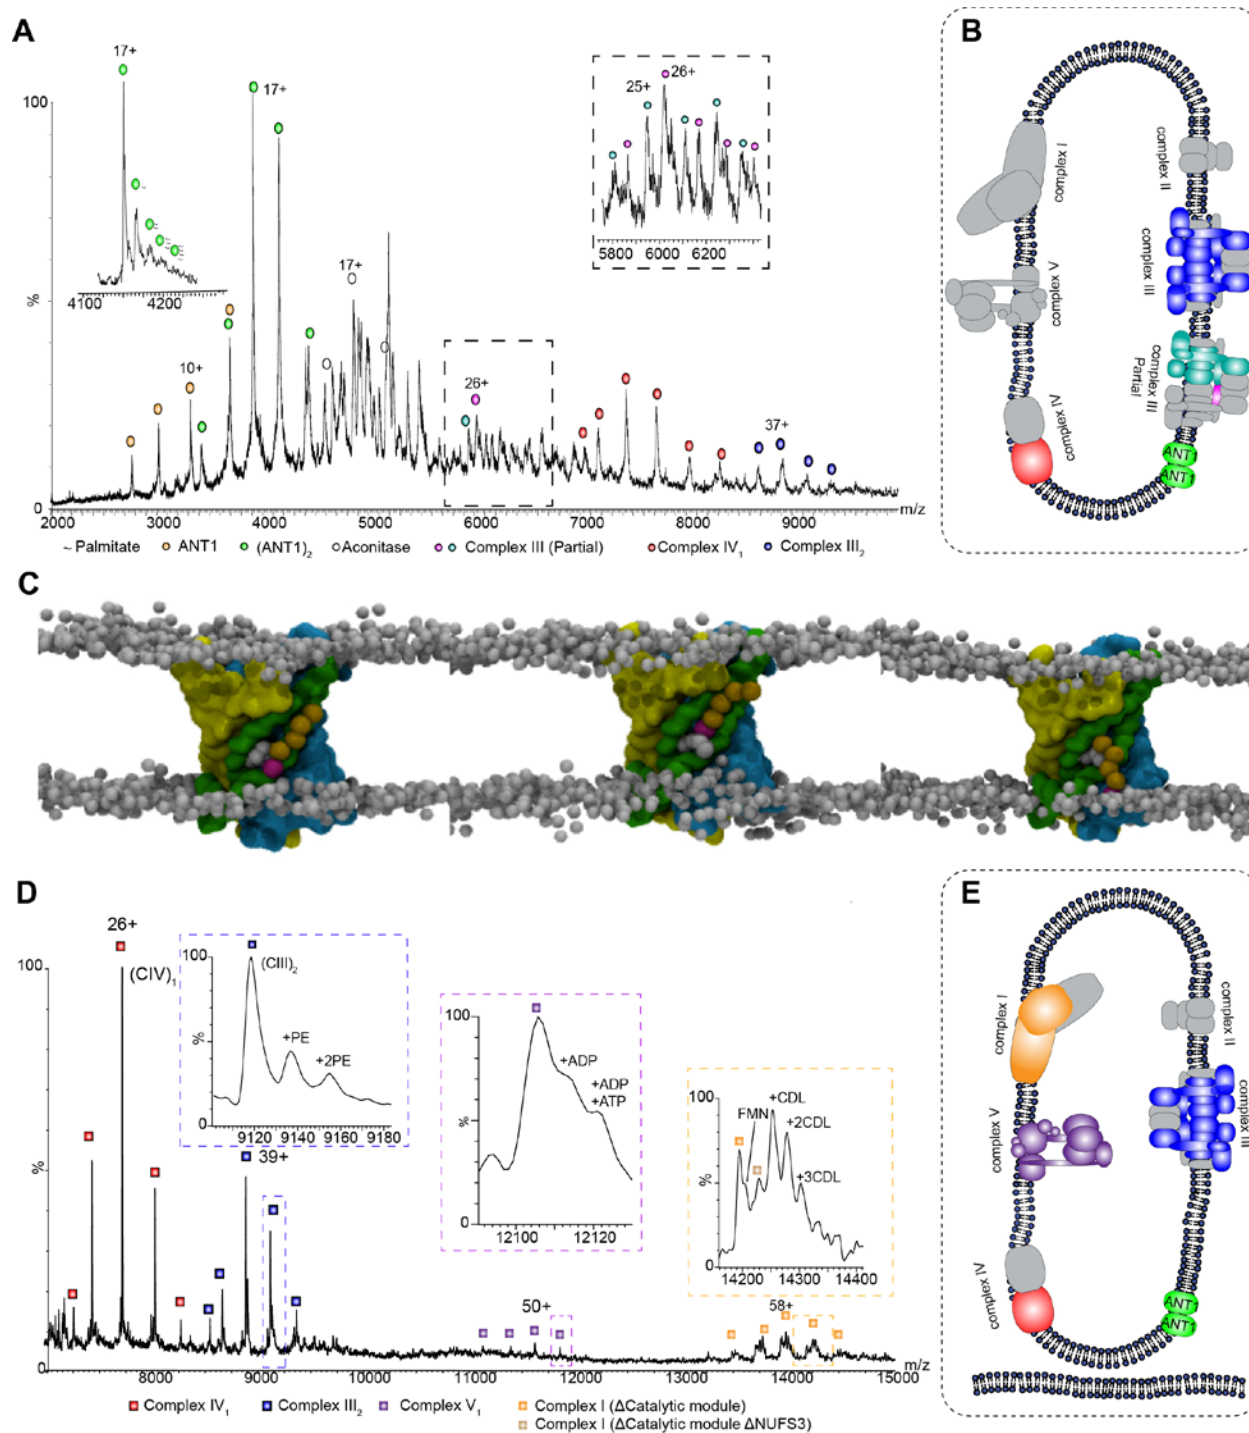 A
17+
100
17+
4100 4200
17+
10+
26+
25+ 26+
5800 6000 6200
37+
%
0
2000 3000 4000 5000 6000 7000 8000 9000 m/z
~ Palmitate ANT1 (ANT1)2 Aconitase Complex III (Partial) Complex IV1 Complex III2
B
complex I
complex II
complex III
complex V
complex III
Partial
complex IV
ANT1
ANT1
C
D
26+
(CIV)1
100
%
0
100
(CIII)2
+PE
+2PE
%
0
9120 9140 9160 9183
39+
100
+ADP
+ADP
+ATP
%
0
12100 12120
50+
100
+CDL
FMN
+2CDL
+3CDL
%
0
14200 14300 14400
58+
8000 9000 10000 11000 12000 13000 14000 15000 m/z
Complex IV1 Complex III2 Complex V1 Complex I (ΔCatalytic module)
Complex I (ΔCatalytic module ΔNUFS3)
E
complex I
complex II
complex V
complex III
complex IV
ANT1
ANT1